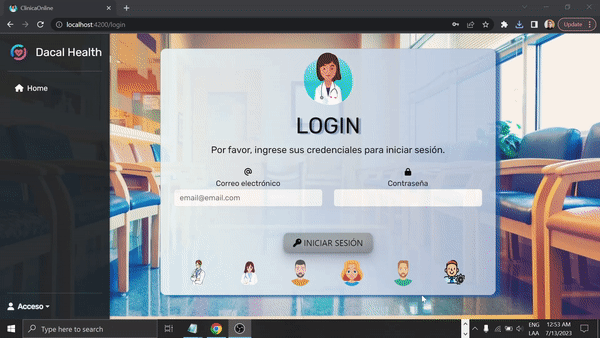 ClinicaOnline
localhost:4200/login
Update
Dacal Health
Home
LOGIN
Por favor, ingrese sus credenciales para iniciar sesión.
Correo electrónico
Contraseña
email@email.com
INICIAR SESIÓN
Acceso
Type here to search
ENG
LAA
12:53 AM
7/13/2023